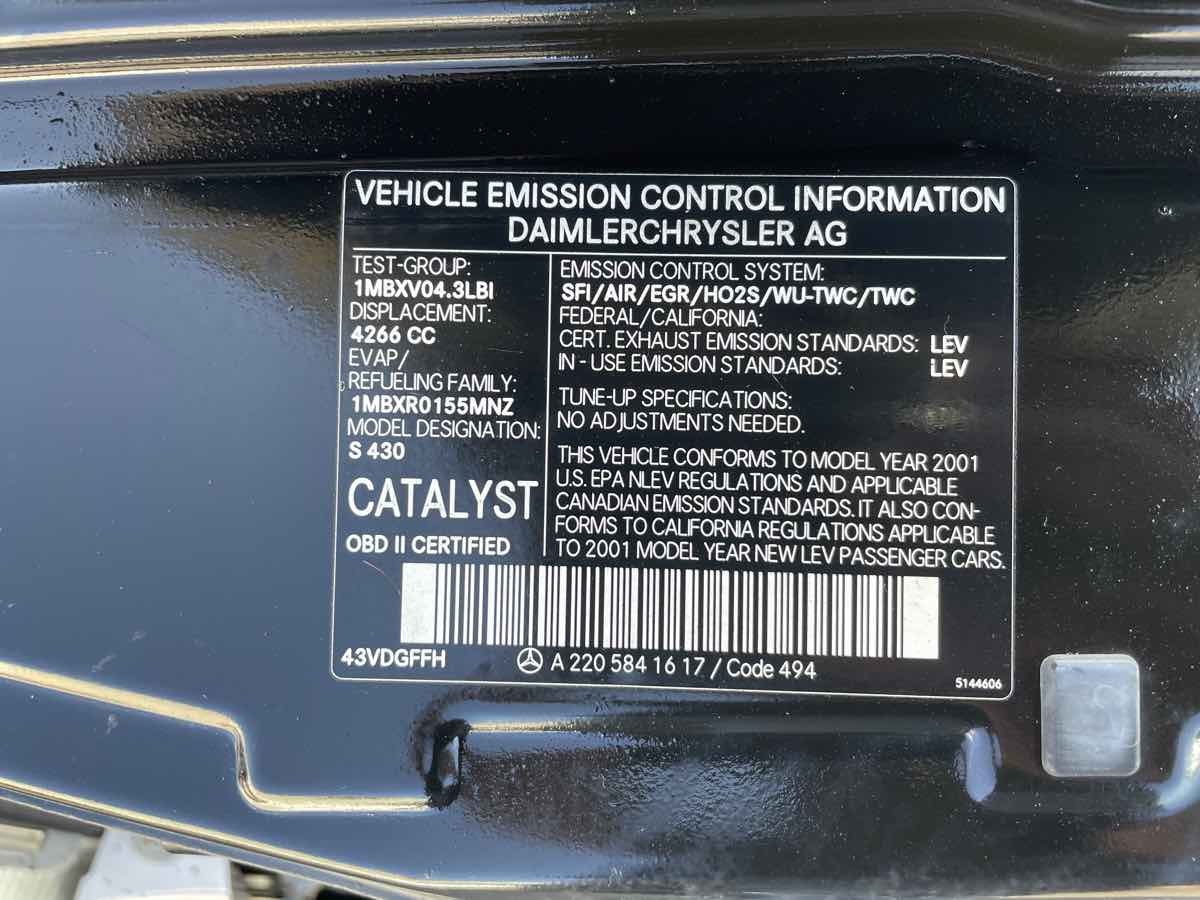 VEHICLE EMISSION CONTROL INFORMATION
DAIMLERCHRYSLER AG
TEST-GROUP:
1MBXV04.3LBI
DISPLACEMENT:
4266 CC
EVAP/
REFUELING FAMILY:
1MBXR0155MNZ
MODEL DESIGNATION:
S 430
CATALYST
OBD II CERTIFIED
EMISSION CONTROL SYSTEM:
SFI/AIR/EGR/HO2S/WU-TWC/TWC
FEDERAL/CALIFORNIA:
CERT. EXHAUST EMISSION STANDARDS: LEV
IN - USE EMISSION STANDARDS: LEV
TUNE-UP SPECIFICATIONS:
NO ADJUSTMENTS NEEDED.
THIS VEHICLE CONFORMS TO MODEL YEAR 2001
U.S. EPA NLEV REGULATIONS AND APPLICABLE
CANADIAN EMISSION STANDARDS. IT ALSO CON-
FORMS TO CALIFORNIA REGULATIONS APPLICABLE
TO 2001 MODEL YEAR NEW LEV PASSENGER CARS.
43VDGFFH
A 220 584 16 17 / Code 494
5144606